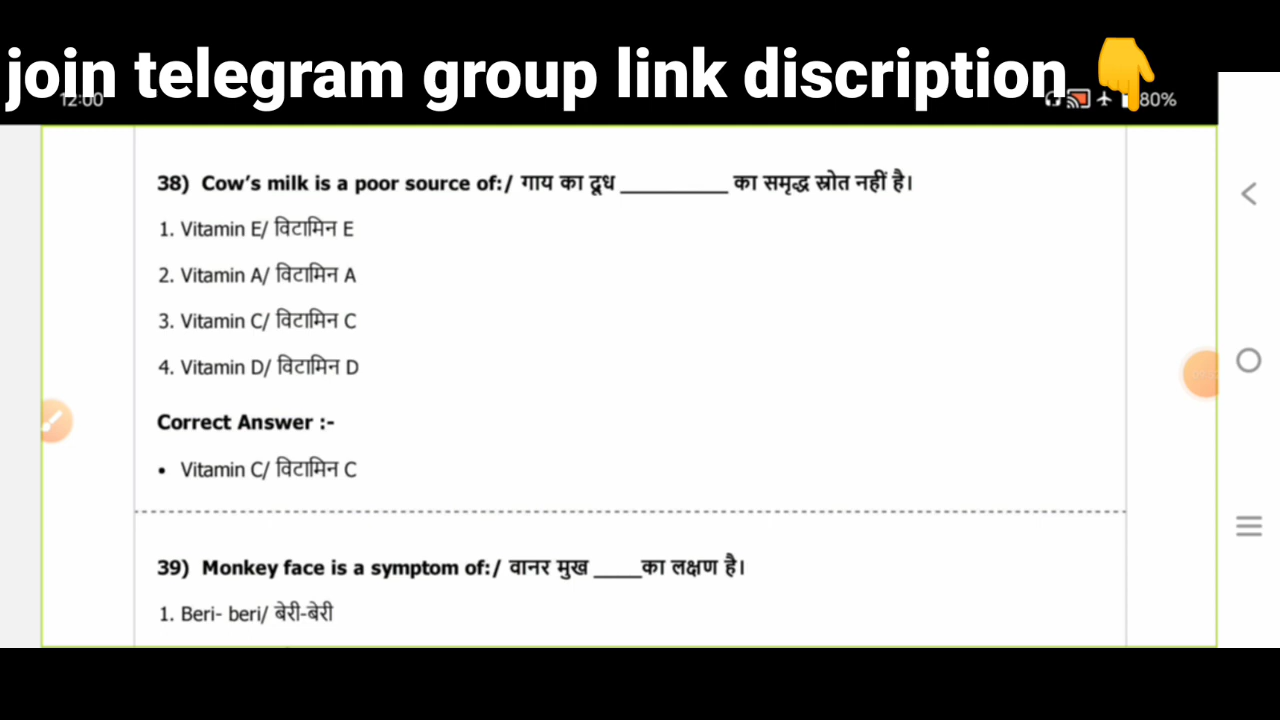 join telegram group link discription 👇
12:00 80%
38) Cow's milk is a poor source of:/ गाय का दूध __________ का समृद्ध स्रोत नहीं है।
1. Vitamin E/ विटामिन E
2. Vitamin A/ विटामिन A
3. Vitamin C/ विटामिन C
4. Vitamin D/ विटामिन D
Correct Answer :-
• Vitamin C/ विटामिन C
39) Monkey face is a symptom of:/ वानर मुख ____का लक्षण है।
1. Beri- beri/ बेरी-बेरी